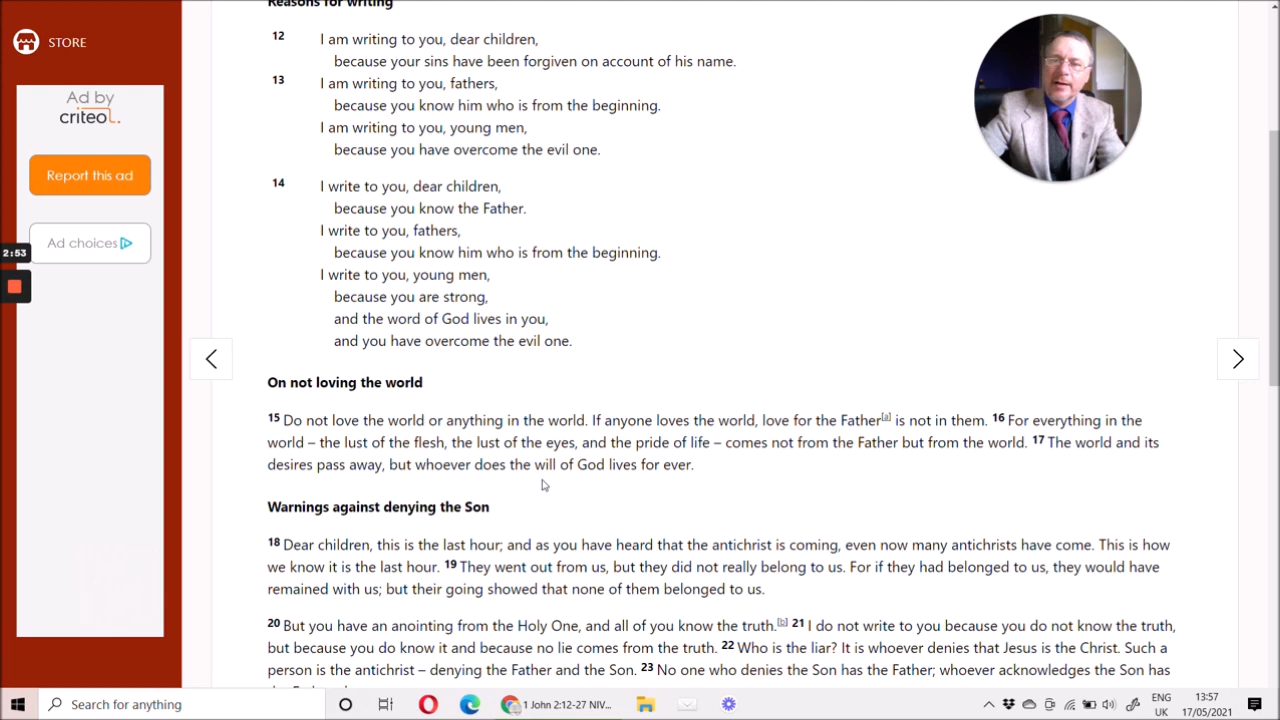 Reasons for writing
STORE
Ad by
criteo.
Report this ad
Ad choices
2:53
12 I am writing to you, dear children,
because your sins have been forgiven on account of his name.
13 I am writing to you, fathers,
because you know him who is from the beginning.
I am writing to you, young men,
because you have overcome the evil one.
14 I write to you, dear children,
because you know the Father.
I write to you, fathers,
because you know him who is from the beginning.
I write to you, young men,
because you are strong,
and the word of God lives in you,
and you have overcome the evil one.
On not loving the world
15 Do not love the world or anything in the world. If anyone loves the world, love for the Father[a] is not in them. 16 For everything in the
world – the lust of the flesh, the lust of the eyes, and the pride of life – comes not from the Father but from the world. 17 The world and its
desires pass away, but whoever does the will of God lives for ever.
Warnings against denying the Son
18 Dear children, this is the last hour; and as you have heard that the antichrist is coming, even now many antichrists have come. This is how
we know it is the last hour. 19 They went out from us, but they did not really belong to us. For if they had belonged to us, they would have
remained with us; but their going showed that none of them belonged to us.
20 But you have an anointing from the Holy One, and all of you know the truth.[b] 21 I do not write to you because you do not know the truth,
but because you do know it and because no lie comes from the truth. 22 Who is the liar? It is whoever denies that Jesus is the Christ. Such a
person is the antichrist – denying the Father and the Son. 23 No one who denies the Son has the Father; whoever acknowledges the Son has
Search for anything
1 John 2:12-27 NIV...
ENG
UK
13:57
17/05/2021